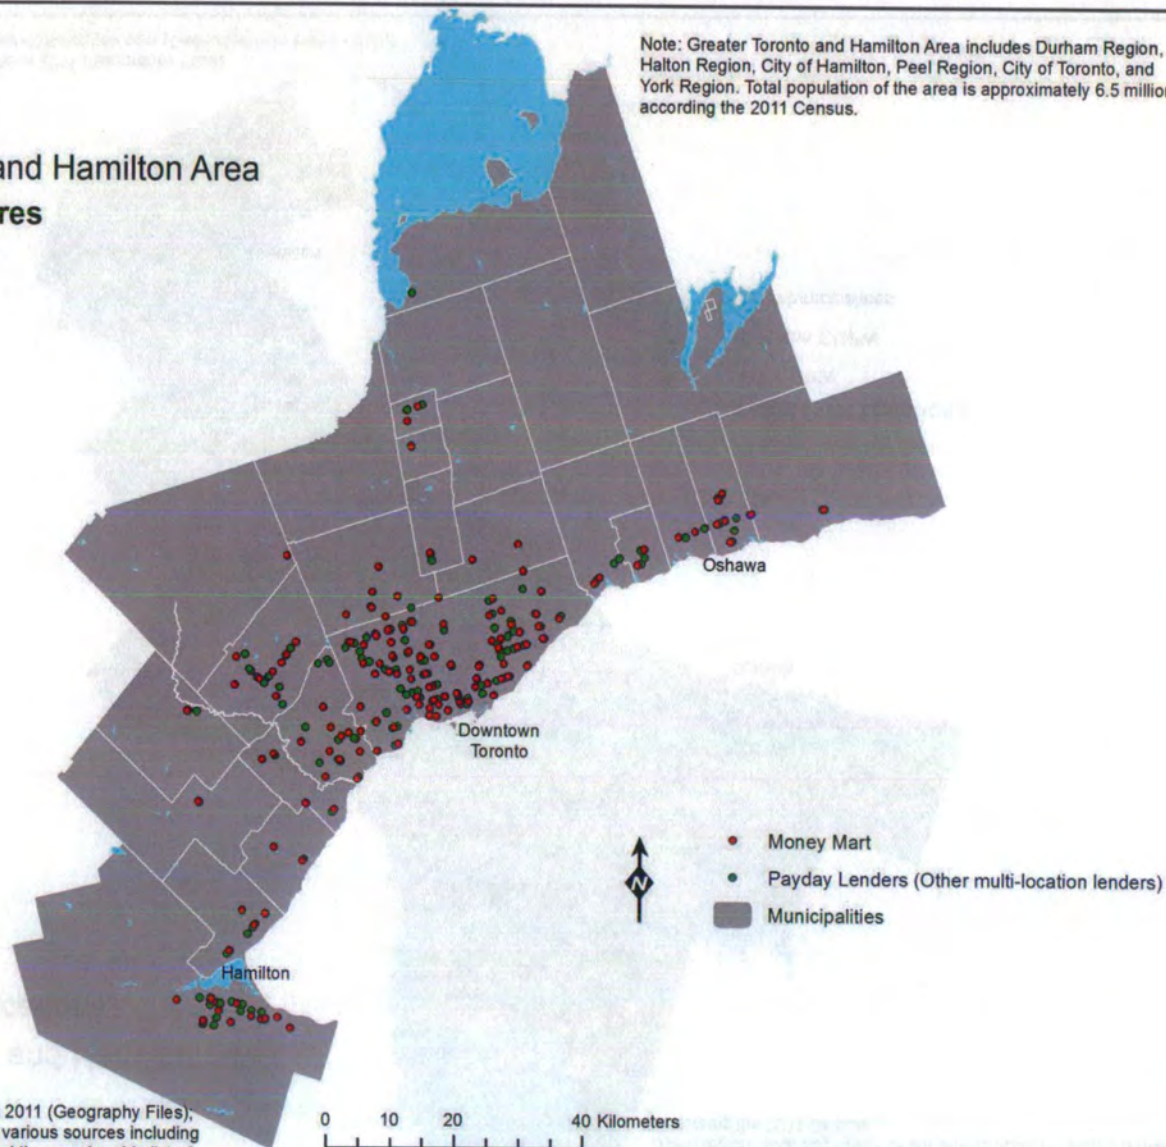 Note: Greater Toronto and Hamilton Area includes Durham Region,
Halton Region, City of Hamilton, Peel Region, City of Toronto, and
York Region. Total population of the area is approximately 6.5 million
according the 2011 Census.
and Hamilton Area
res
Oshawa
Downtown
Toronto
N
Money Mart
Payday Lenders (Other multi-location lenders)
Municipalities
Hamilton
2011 (Geography Files);
various sources including
0 10 20 40 Kilometers